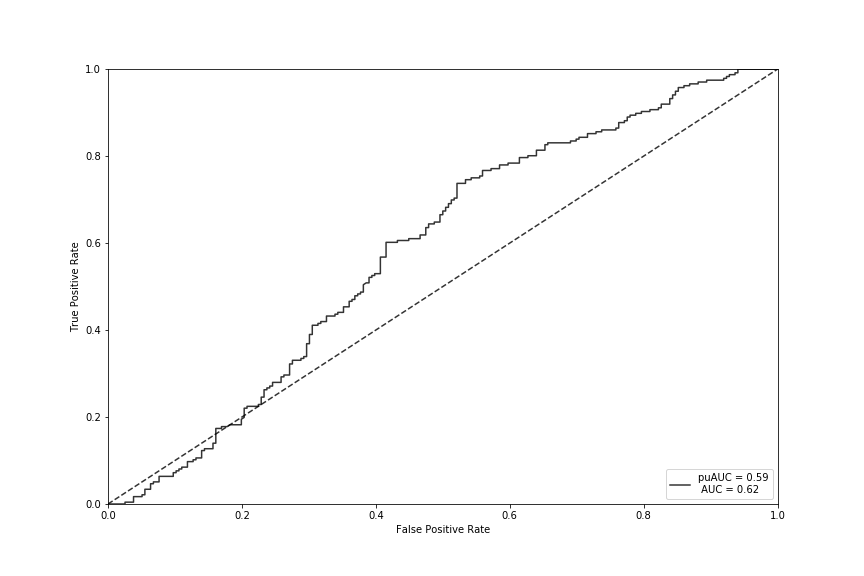 1.0
0.8
0.6
0.4
0.2
0.0
True Positive Rate
0.0 0.2 0.4 0.6 0.8 1.0
False Positive Rate
puAUC = 0.59
AUC = 0.62